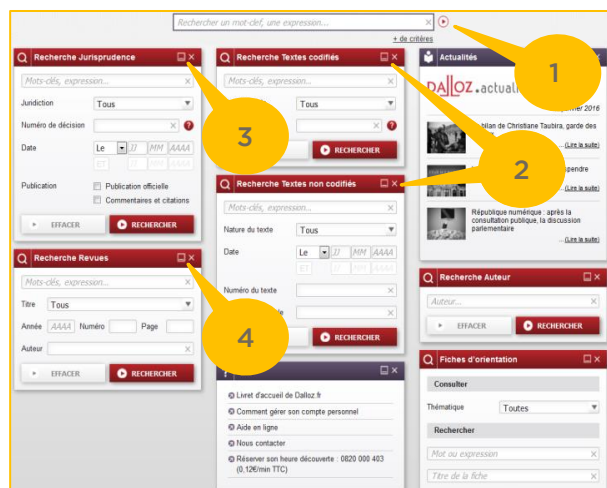 Rechercher un mot-clef, une expression...
+ de critères
1
Recherche Jurisprudence
Mots-clés, expression...
Juridiction Tous
Numéro de décision
Date Le JJ MM AAAA
ET JJ MM AAAA
Publication Publication officielle
Commentaires et citations
EFFACER RECHERCHER
3
Recherche Revues
Mots-clés, expression...
Titre Tous
Année AAAA Numéro Page
Auteur
EFFACER RECHERCHER
4
Recherche Textes codifiés
Mots-clés, expression...
Tous
RECHERCHER
2
Recherche Textes non codifiés
Mots-clés, expression...
Nature du texte Tous
Date Le JJ MM AAAA
ET
Numéro du texte
RECHERCHER
Livret d'accueil de Dalloz.fr
Comment gérer son compte personnel
Aide en ligne
Nous contacter
Réserver son heure découverte : 0820 000 403
(0,12€/min TTC)
Actualités
DALLOZ.actual
2016
bilan de Christiane Taubira, garde des
... (Lire la suite)
... (Lire la suite)
République numérique : après la
consultation publique, la discussion
parlementaire
... (Lire la suite)
Recherche Auteur
Auteur...
EFFACER RECHERCHER
Fiches d'orientation
Consulter
Thématique Toutes
Rechercher
Mot ou expression
Titre de la fiche